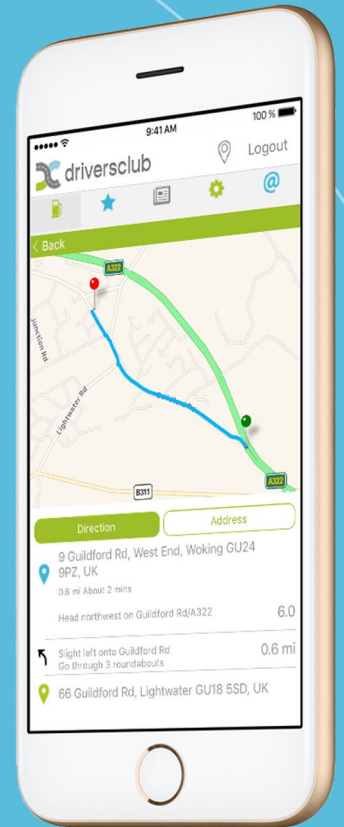 9:41 AM
100 %
driversclub
Logout
@
Back
A322
Junction Rd
Lightwater Rd
Guildford Rd
A322
B311
Direction
Address
9 Guildford Rd, West End, Woking GU24
9PZ, UK
0.6 mi About 2 mins
Head northwest on Guildford Rd/A322
6.0
Slight left onto Guildford Rd
0.6 mi
Go through 3 roundabouts
66 Guildford Rd, Lightwater GU18 5SD, UK